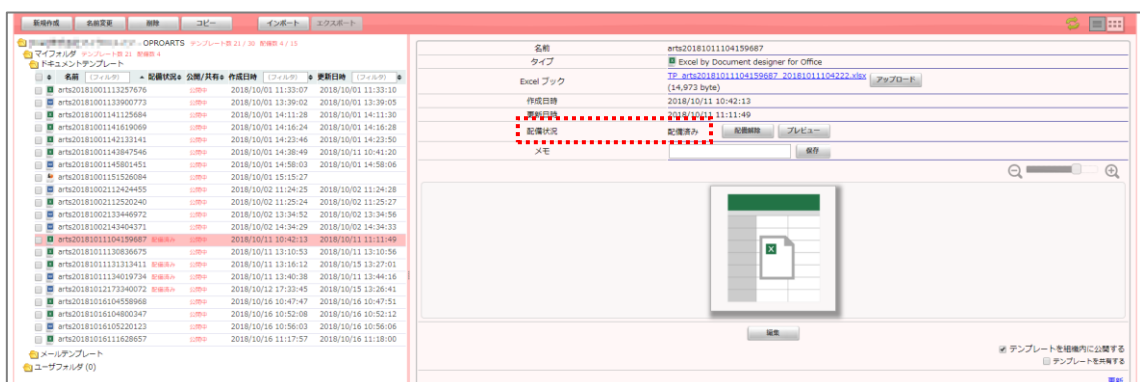 新規作成 名前変更 削除 コピー インポート エクスポート
- OPROARTS テンプレート数 21 / 30 配備数 4 / 15
マイフォルダ テンプレート数 21 配備数 4
ドキュメントテンプレート
名前 (フィルタ) 配備状況 公開/共有 作成日時 (フィルタ) 更新日時 (フィルタ)
arts20181001113257676 公開中 2018/10/01 11:33:07 2018/10/01 11:33:10
arts20181001133900773 公開中 2018/10/01 13:39:02 2018/10/01 13:39:05
arts20181001141125684 公開中 2018/10/01 14:11:28 2018/10/01 14:11:30
arts20181001141619069 公開中 2018/10/01 14:16:24 2018/10/01 14:16:28
arts20181001142133141 公開中 2018/10/01 14:23:46 2018/10/01 14:23:50
arts20181001143847546 公開中 2018/10/01 14:38:49 2018/10/11 10:41:20
arts20181001145801451 公開中 2018/10/01 14:58:03 2018/10/01 14:58:06
arts20181001151526084 公開中 2018/10/01 15:15:27
arts20181002112424455 公開中 2018/10/02 11:24:25 2018/10/02 11:24:28
arts20181002112520240 公開中 2018/10/02 11:25:24 2018/10/02 11:25:27
arts20181002133446972 公開中 2018/10/02 13:34:52 2018/10/02 13:34:56
arts20181002143404371 公開中 2018/10/02 14:34:29 2018/10/02 14:34:33
arts20181011104159687 配備済み 公開中 2018/10/11 10:42:13 2018/10/11 11:11:49
arts20181011130836675 公開中 2018/10/11 13:10:53 2018/10/11 13:10:56
arts20181011131313411 配備済み 公開中 2018/10/11 13:16:12 2018/10/15 13:27:01
arts20181011134019734 配備済み 公開中 2018/10/11 13:40:38 2018/10/11 13:44:16
arts20181012173340072 配備済み 公開中 2018/10/12 17:33:45 2018/10/15 13:26:41
arts20181016104558968 公開中 2018/10/16 10:47:47 2018/10/16 10:47:51
arts20181016104800347 公開中 2018/10/16 10:52:08 2018/10/16 10:52:12
arts20181016105220123 公開中 2018/10/16 10:56:03 2018/10/16 10:56:06
arts20181016111628657 公開中 2018/10/16 11:17:57 2018/10/16 11:18:00
メールテンプレート
ユーザフォルダ (0)
名前 arts20181011104159687
タイプ Excel by Document designer for Office
Excel ブック TP_arts20181011104159687_20181011104222.xlsx アップロード
(14,973 byte)
作成日時 2018/10/11 10:42:13
更新日時 2018/10/11 11:11:49
配備状況 配備済み 配備解除 プレビュー
メモ 保存
編集
テンプレートを組織内に公開する
テンプレートを共有する
更新